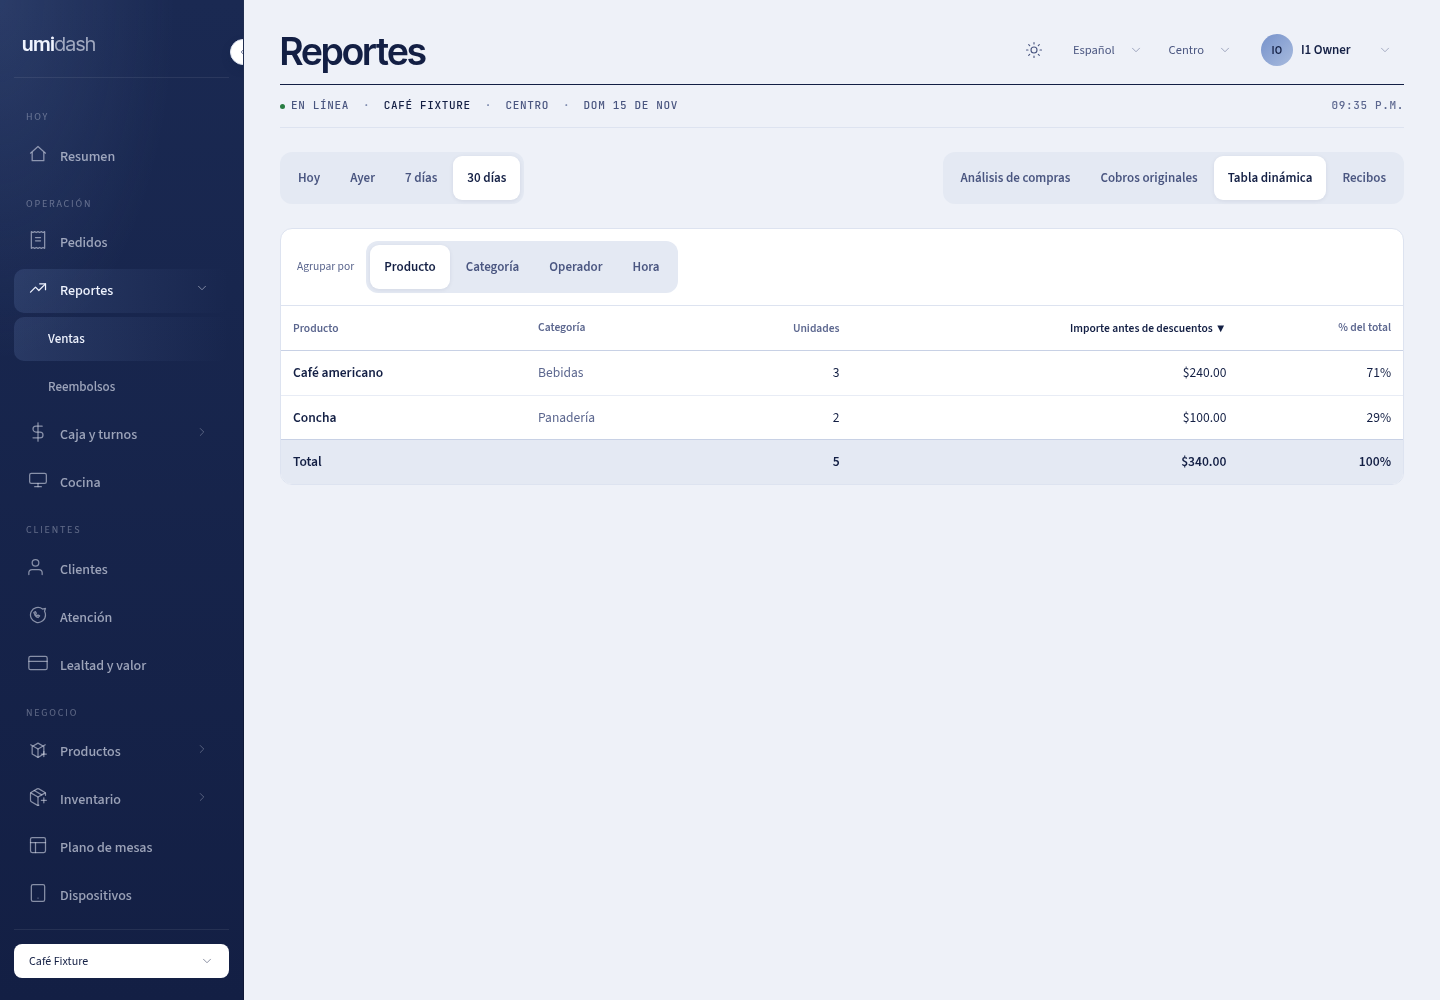 umidash
HOY
Resumen
OPERACIÓN
Pedidos
Reportes
Ventas
Reembolsos
Caja y turnos
Cocina
CLIENTES
Clientes
Atención
Lealtad y valor
NEGOCIO
Productos
Inventario
Plano de mesas
Dispositivos
Café Fixture
Reportes
Español
Centro
IO
I1 Owner
EN LÍNEA · CAFÉ FIXTURE · CENTRO · DOM 15 DE NOV
09:35 P.M.
Hoy Ayer 7 días 30 días
Análisis de compras Cobros originales Tabla dinámica Recibos
Agrupar por Producto Categoría Operador Hora
Producto Categoría Unidades Importe antes de descuentos ▼ % del total
Café americano Bebidas 3 $240.00 71%
Concha Panadería 2 $100.00 29%
Total 5 $340.00 100%